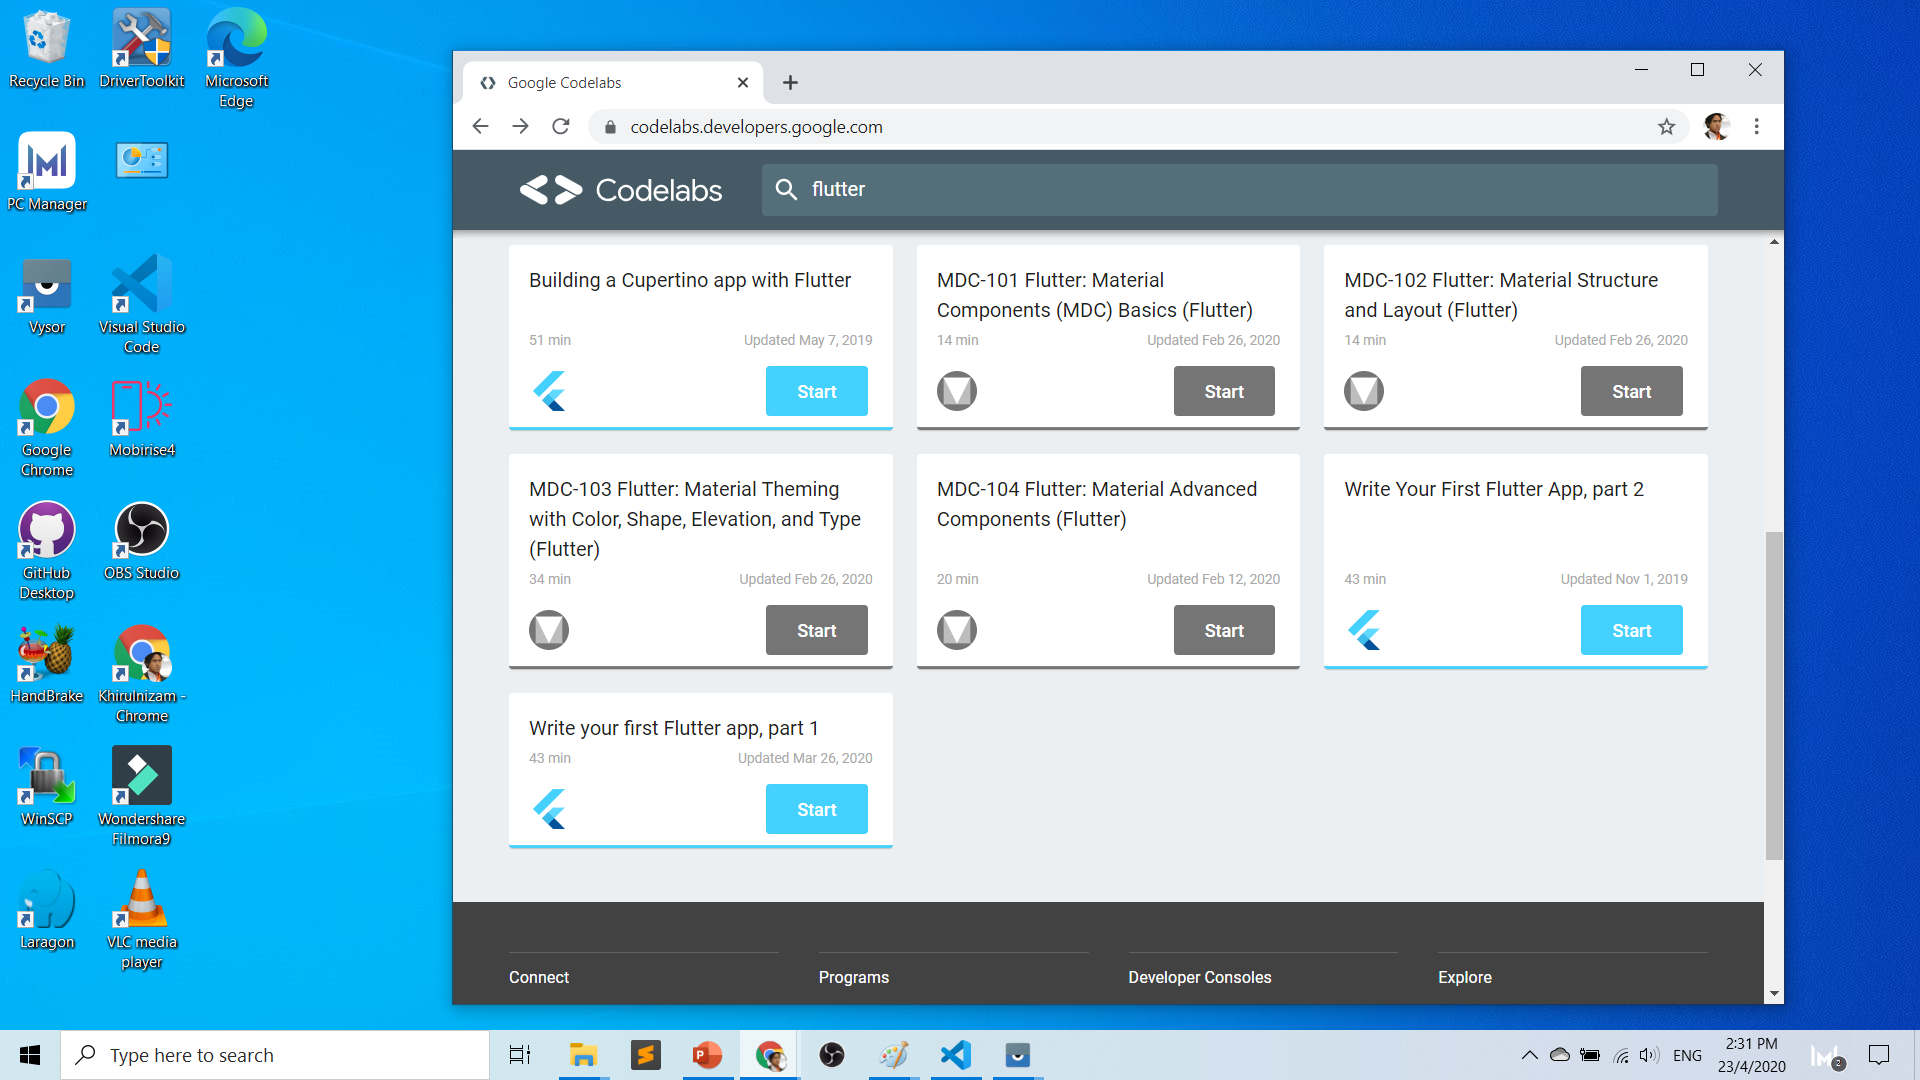 Recycle Bin
DriverToolkit
Microsoft
Edge
PC Manager
Vysor
Visual Studio
Code
Google
Chrome
Mobirise4
GitHub
Desktop
OBS Studio
HandBrake
Khirulnizam -
Chrome
WinSCP
Wondershare
Filmora9
Laragon
VLC media
player
Google Codelabs
codelabs.developers.google.com
Codelabs
flutter
Building a Cupertino app with Flutter
51 min
Updated May 7, 2019
Start
MDC-101 Flutter: Material
Components (MDC) Basics (Flutter)
14 min
Updated Feb 26, 2020
Start
MDC-102 Flutter: Material Structure
and Layout (Flutter)
14 min
Updated Feb 26, 2020
Start
MDC-103 Flutter: Material Theming
with Color, Shape, Elevation, and Type
(Flutter)
34 min
Updated Feb 26, 2020
Start
MDC-104 Flutter: Material Advanced
Components (Flutter)
20 min
Updated Feb 12, 2020
Start
Write Your First Flutter App, part 2
43 min
Updated Nov 1, 2019
Start
Write your first Flutter app, part 1
43 min
Updated Mar 26, 2020
Start
Connect
Programs
Developer Consoles
Explore
Type here to search
ENG
2:31 PM
23/4/2020
2